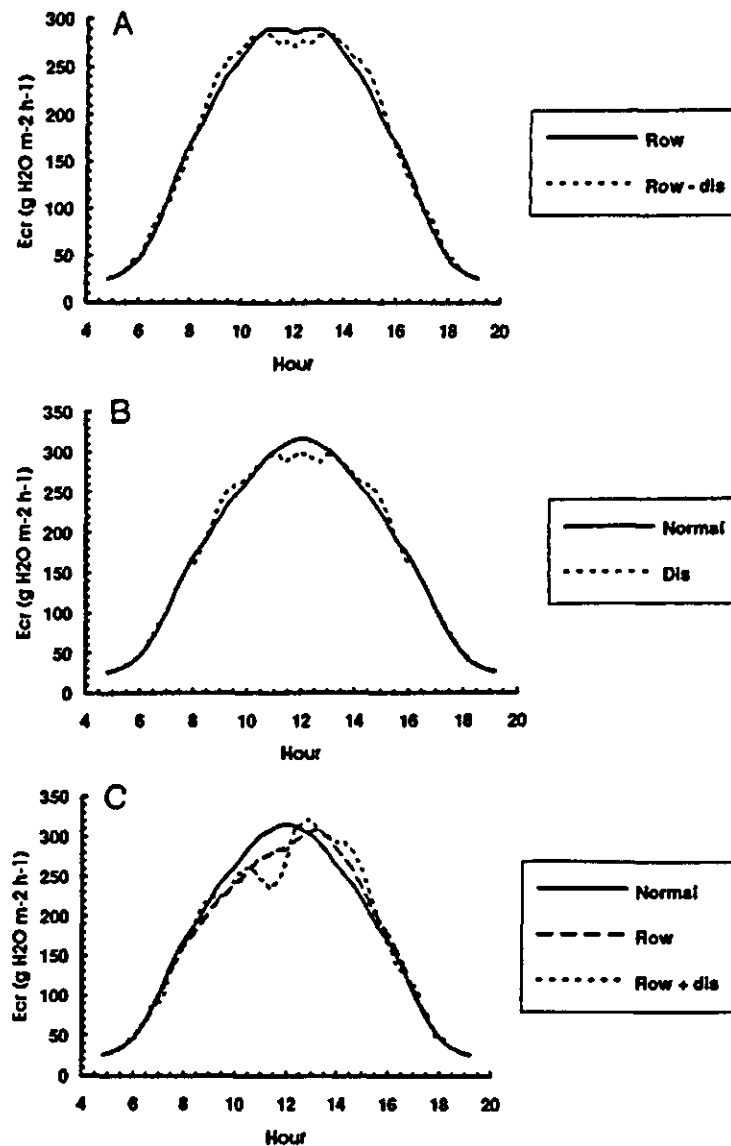 A
Ecr (g H2O m-2 h-1)
300
250
200
150
100
50
0
4 6 8 10 12 14 16 18 20
Hour
Row
Row - dis
B
Ecr (g H2O m-2 h-1)
350
300
250
200
150
100
50
0
4 6 8 10 12 14 16 18 20
Hour
Normal
Dis
C
Ecr (g H2O m-2 h-1)
350
300
250
200
150
100
50
0
4 6 8 10 12 14 16 18 20
Hour
Normal
Row
Row + dis